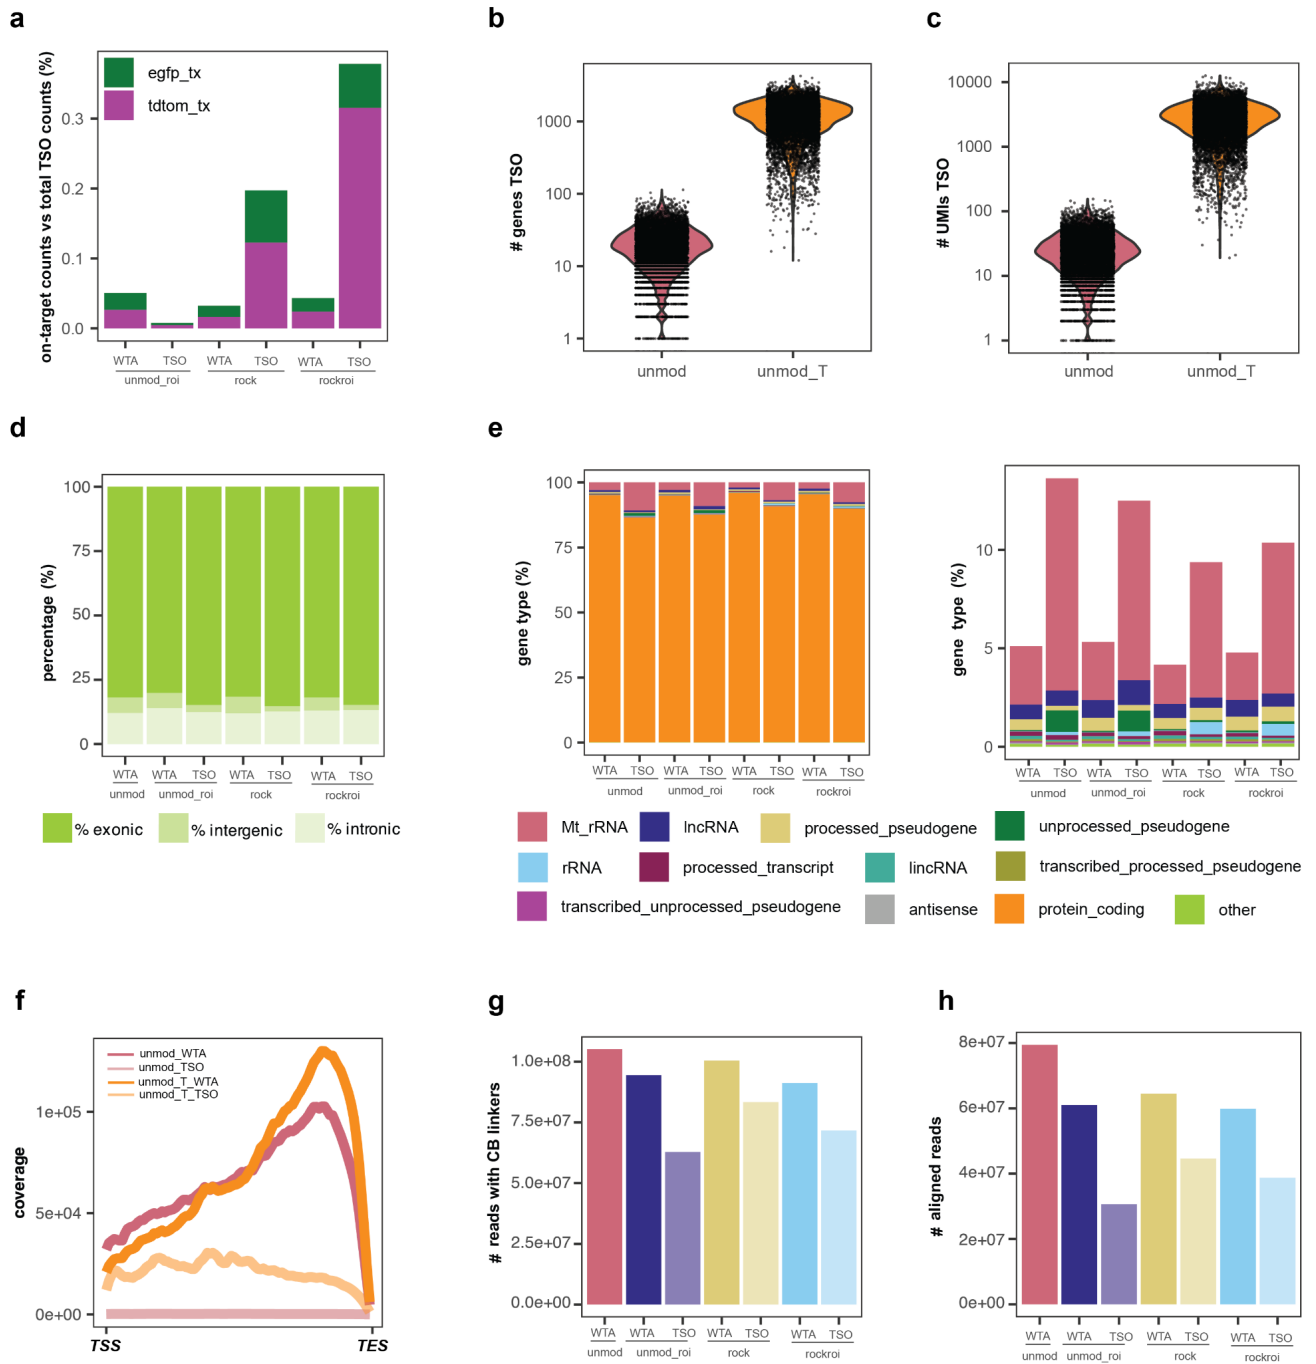 a
on-target counts vs total TSO counts (%)
egfp_tx
tdtom_tx
0.3
0.2
0.1
0.0
WTA TSO WTA TSO WTA TSO
unmod_roi rock rockroi
b
# genes TSO
1000
100
10
1
unmod unmod_T
c
# UMIs TSO
10000
1000
100
10
1
unmod unmod_T
d
percentage (%)
100
75
50
25
0
WTA WTA TSO WTA TSO WTA TSO
unmod unmod_roi rock rockroi
% exonic % intergenic % intronic
e
gene type (%)
100
75
50
25
0
WTA TSO WTA TSO WTA TSO WTA TSO
unmod unmod_roi rock rockroi
gene type (%)
10
5
0
WTA TSO WTA TSO WTA TSO WTA TSO
unmod unmod_roi rock rockroi
Mt_rRNA lncRNA processed_pseudogene unprocessed_pseudogene
rRNA processed_transcript lincRNA transcribed_processed_pseudogene
transcribed_unprocessed_pseudogene antisense protein_coding other
f
coverage
unmod_WTA
unmod_TSO
unmod_T_WTA
unmod_T_TSO
1e+05
5e+04
0e+00
TSS TES
g
# reads with CB linkers
1.0e+08
7.5e+07
5.0e+07
2.5e+07
0.0e+00
WTA WTA TSO WTA TSO WTA TSO
unmod unmod_roi rock rockroi
h
# aligned reads
8e+07
6e+07
4e+07
2e+07
0e+00
WTA WTA TSO WTA TSO WTA TSO
unmod unmod_roi rock rockroi